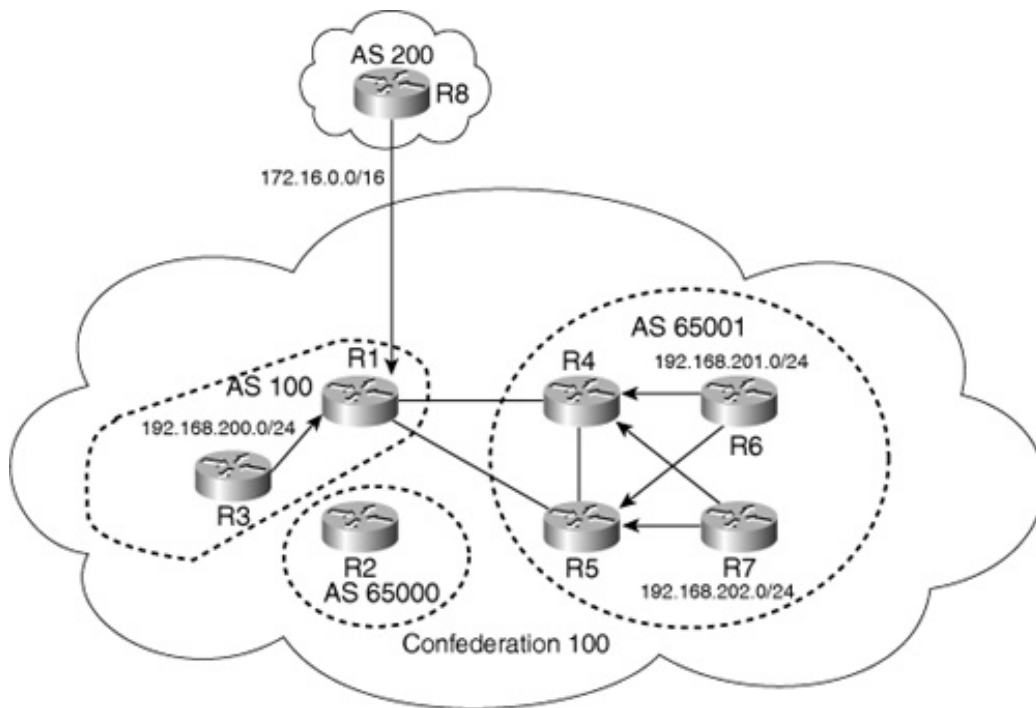 AS 200
R8
172.16.0.0/16
AS 65001
R1
R4
192.168.201.0/24
AS 100
192.168.200.0/24
R6
R3
R2
R5
R7
AS 65000
192.168.202.0/24
Confederation 100